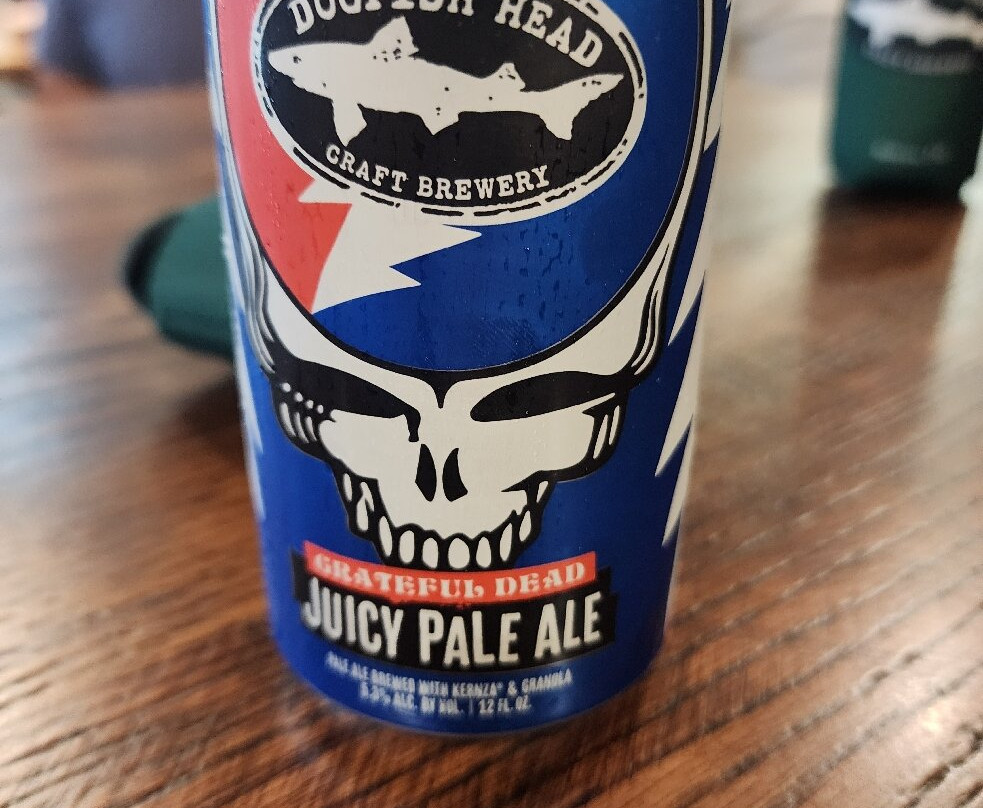 DOGFISH HEAD
CRAFT BREWERY
GRATEFUL DEAD
JUICY PALE ALE
PALE ALE BREWED WITH KERNZA® & GRANOLA
5.3% ALC. BY VOL. | 12 FL. OZ.